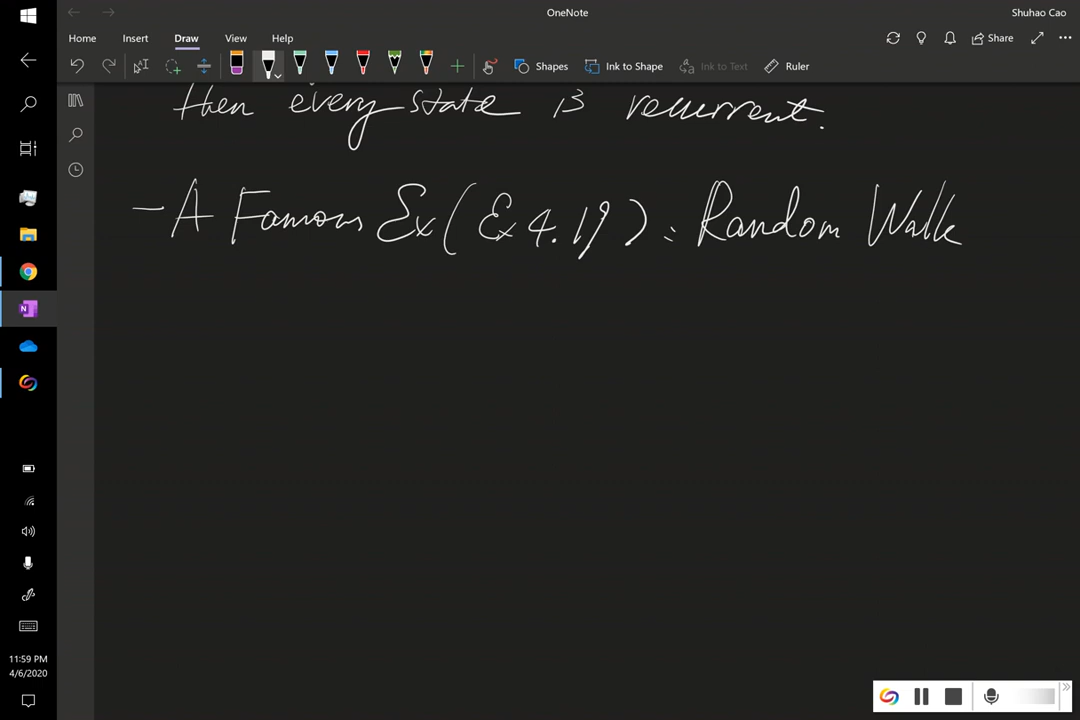 OneNote
Shuhao Cao
Home Insert Draw View Help
Share
Shapes
Ink to Shape
Ink to Text
Ruler
then every state is recurrent.
- A Famous Ex (Ex 4.19) : Random Walk
11:59 PM
4/6/2020